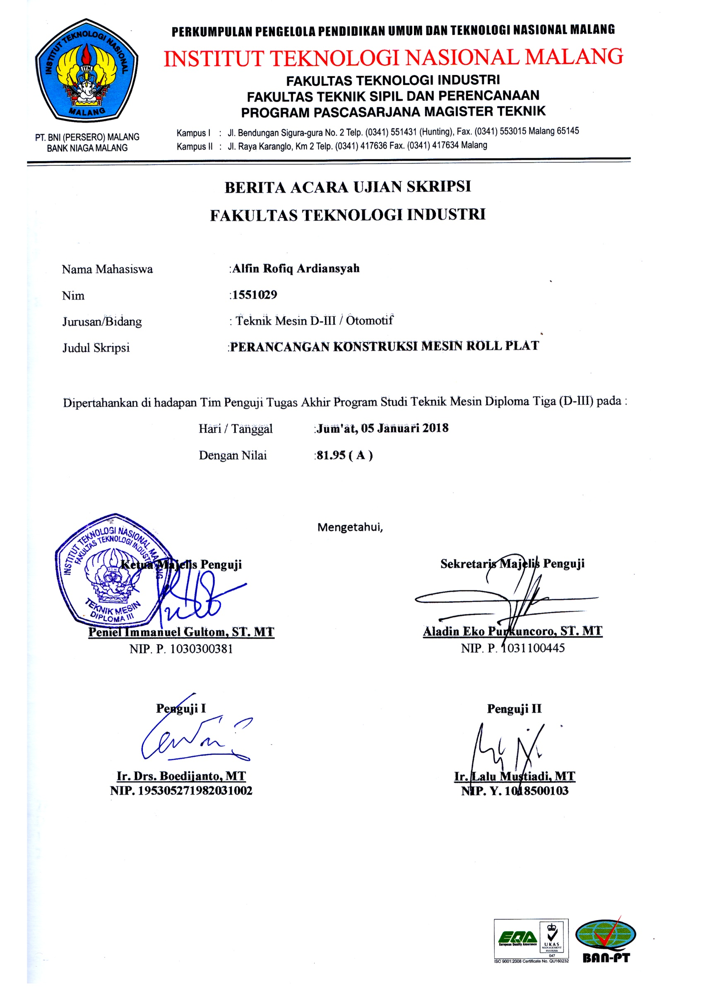 INSTITUT TEKNOLOGI NASIONAL
ITN
MALANG
PT. BNI (PERSERO) MALANG
BANK NIAGA MALANG
PERKUMPULAN PENGELOLA PENDIDIKAN UMUM DAN TEKNOLOGI NASIONAL MALANG
INSTITUT TEKNOLOGI NASIONAL MALANG
FAKULTAS TEKNOLOGI INDUSTRI
FAKULTAS TEKNIK SIPIL DAN PERENCANAAN
PROGRAM PASCASARJANA MAGISTER TEKNIK
Kampus I : Jl. Bendungan Sigura-gura No. 2 Telp. (0341) 551431 (Hunting), Fax. (0341) 553015 Malang 65145
Kampus II : Jl. Raya Karanglo, Km 2 Telp. (0341) 417636 Fax. (0341) 417634 Malang
BERITA ACARA UJIAN SKRIPSI
FAKULTAS TEKNOLOGI INDUSTRI
Nama Mahasiswa :Alfin Rofiq Ardiansyah
Nim :1551029
Jurusan/Bidang : Teknik Mesin D-III / Otomotif
Judul Skripsi :PERANCANGAN KONSTRUKSI MESIN ROLL PLAT
Dipertahankan di hadapan Tim Penguji Tugas Akhir Program Studi Teknik Mesin Diploma Tiga (D-III) pada :
Hari / Tanggal :Jum'at, 05 Januari 2018
Dengan Nilai :81.95 ( A )
Mengetahui,
INSTITUT TEKNOLOGI NASIONAL MALANG
FAKULTAS TEKNOLOGI INDUSTRI
ITN
TEKNIK MESIN
DIPLOMA III
Ketua Majelis Penguji
Peniel Immanuel Gultom, ST. MT
NIP. P. 1030300381
Sekretaris Majelis Penguji
Aladin Eko Purkuncoro, ST. MT
NIP. P. 1031100445
Penguji I
Ir. Drs. Boedijanto, MT
NIP. 195305271982031002
Penguji II
Ir. Lalu Mustiadi, MT
NIP. Y. 1018500103
EQA
European Quality Assurance
UKAS
MANAGEMENT
SYSTEMS
047
ISO 9001:2008 Certificate No. QU160232
BAN-PT